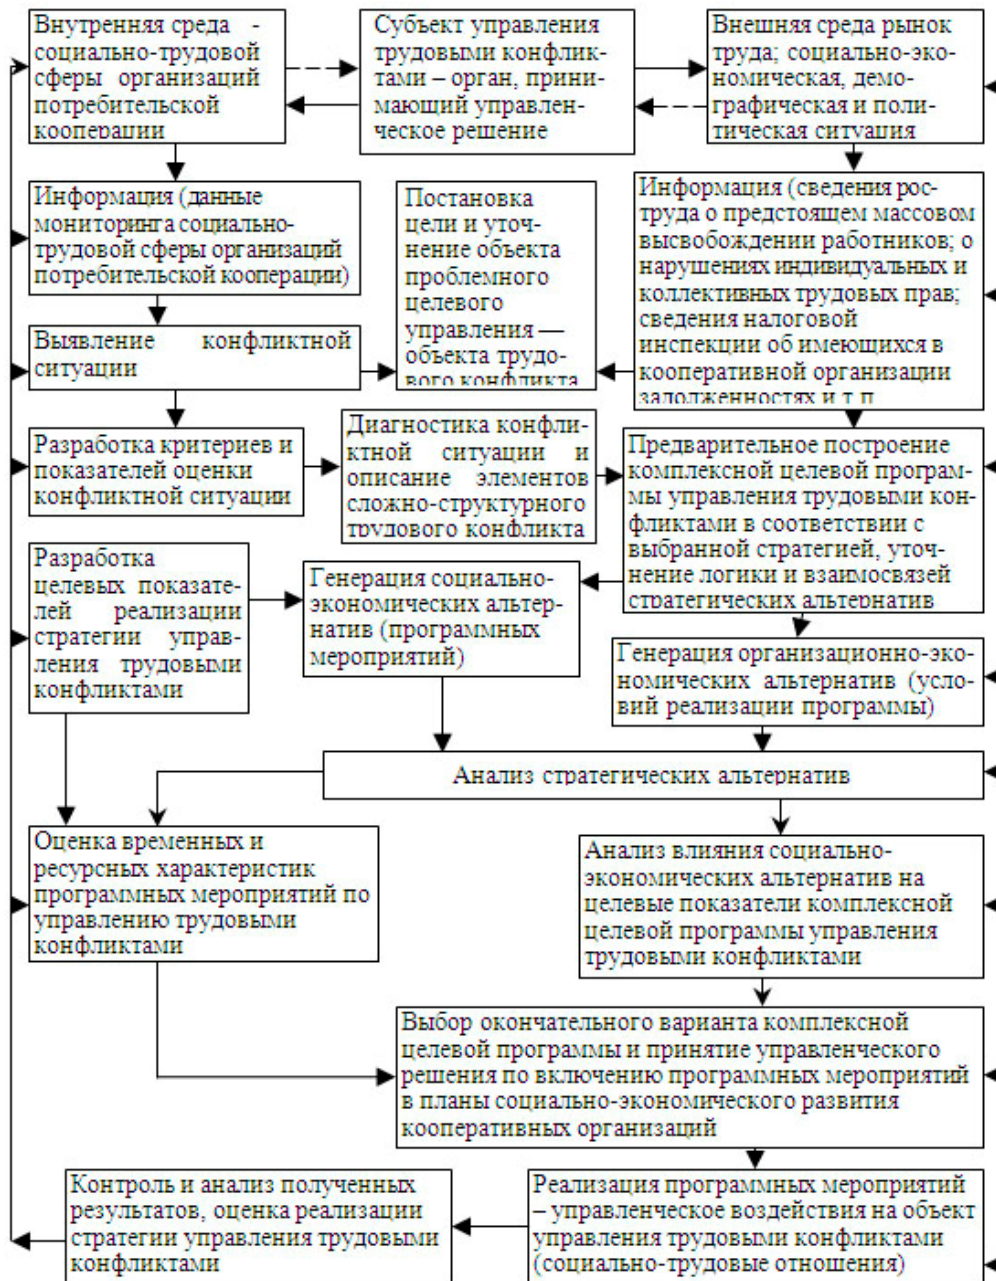 Внутренняя среда -
социально-трудовой
сферы организаций
потребительской
кооперации
Субъект управления
трудовыми конфлик-
тами – орган, прини-
мающий управлен-
ческое решение
Внешняя среда рынок
труда; социально-эко-
номическая, демо-
графическая и поли-
тическая ситуация
Информация (данные
мониторинга социально-
трудовой сферы организаций
потребительской кооперации)
Постановка
цели и уточ-
нение объекта
проблемного
целевого
управления —
объекта трудо-
вого конфликта
Информация (сведения рос-
труда о предстоящем массовом
высвобождении работников; о
нарушениях индивидуальных и
коллективных трудовых прав;
сведения налоговой
инспекции об имеющихся в
кооперативной организации
задолженностях и т п
Выявление конфликтной
ситуации
Разработка критериев и
показателей оценки
конфликтной ситуации
Диагностика конфли-
ктной ситуации и
описание элементов
сложно-структурного
трудового конфликта
Предварительное построение
комплексной целевой програм-
мы управления трудовыми кон-
фликтами в соответствии с
выбранной стратегией, уточ-
нение логики и взаимосвязей
стратегических альтернатив
Разработка
целевых показате-
лей реализации
стратегии управ-
ления трудовыми
конфликтами
Генерация социально-
экономических альтер-
натив (программных
мероприятий)
Генерация организационно-эко-
номических альтернатив (усло-
вий реализации программы)
Анализ стратегических альтернатив
Оценка временных и
ресурсных характеристик
программных мероприятий по
управлению трудовыми
конфликтами
Анализ влияния социально-
экономических альтернатив на
целевые показатели комплексной
целевой программы управления
трудовыми конфликтами
Выбор окончательного варианта комплексной
целевой программы и принятие управленческого
решения по включению программных мероприятий
в планы социально-экономического развития
кооперативных организаций
Контроль и анализ полученных
результатов, оценка реализации
стратегии управления трудовыми
конфликтами
Реализация программных мероприятий
– управленческое воздействия на объект
управления трудовыми конфликтами
(социально-трудовые отношения)